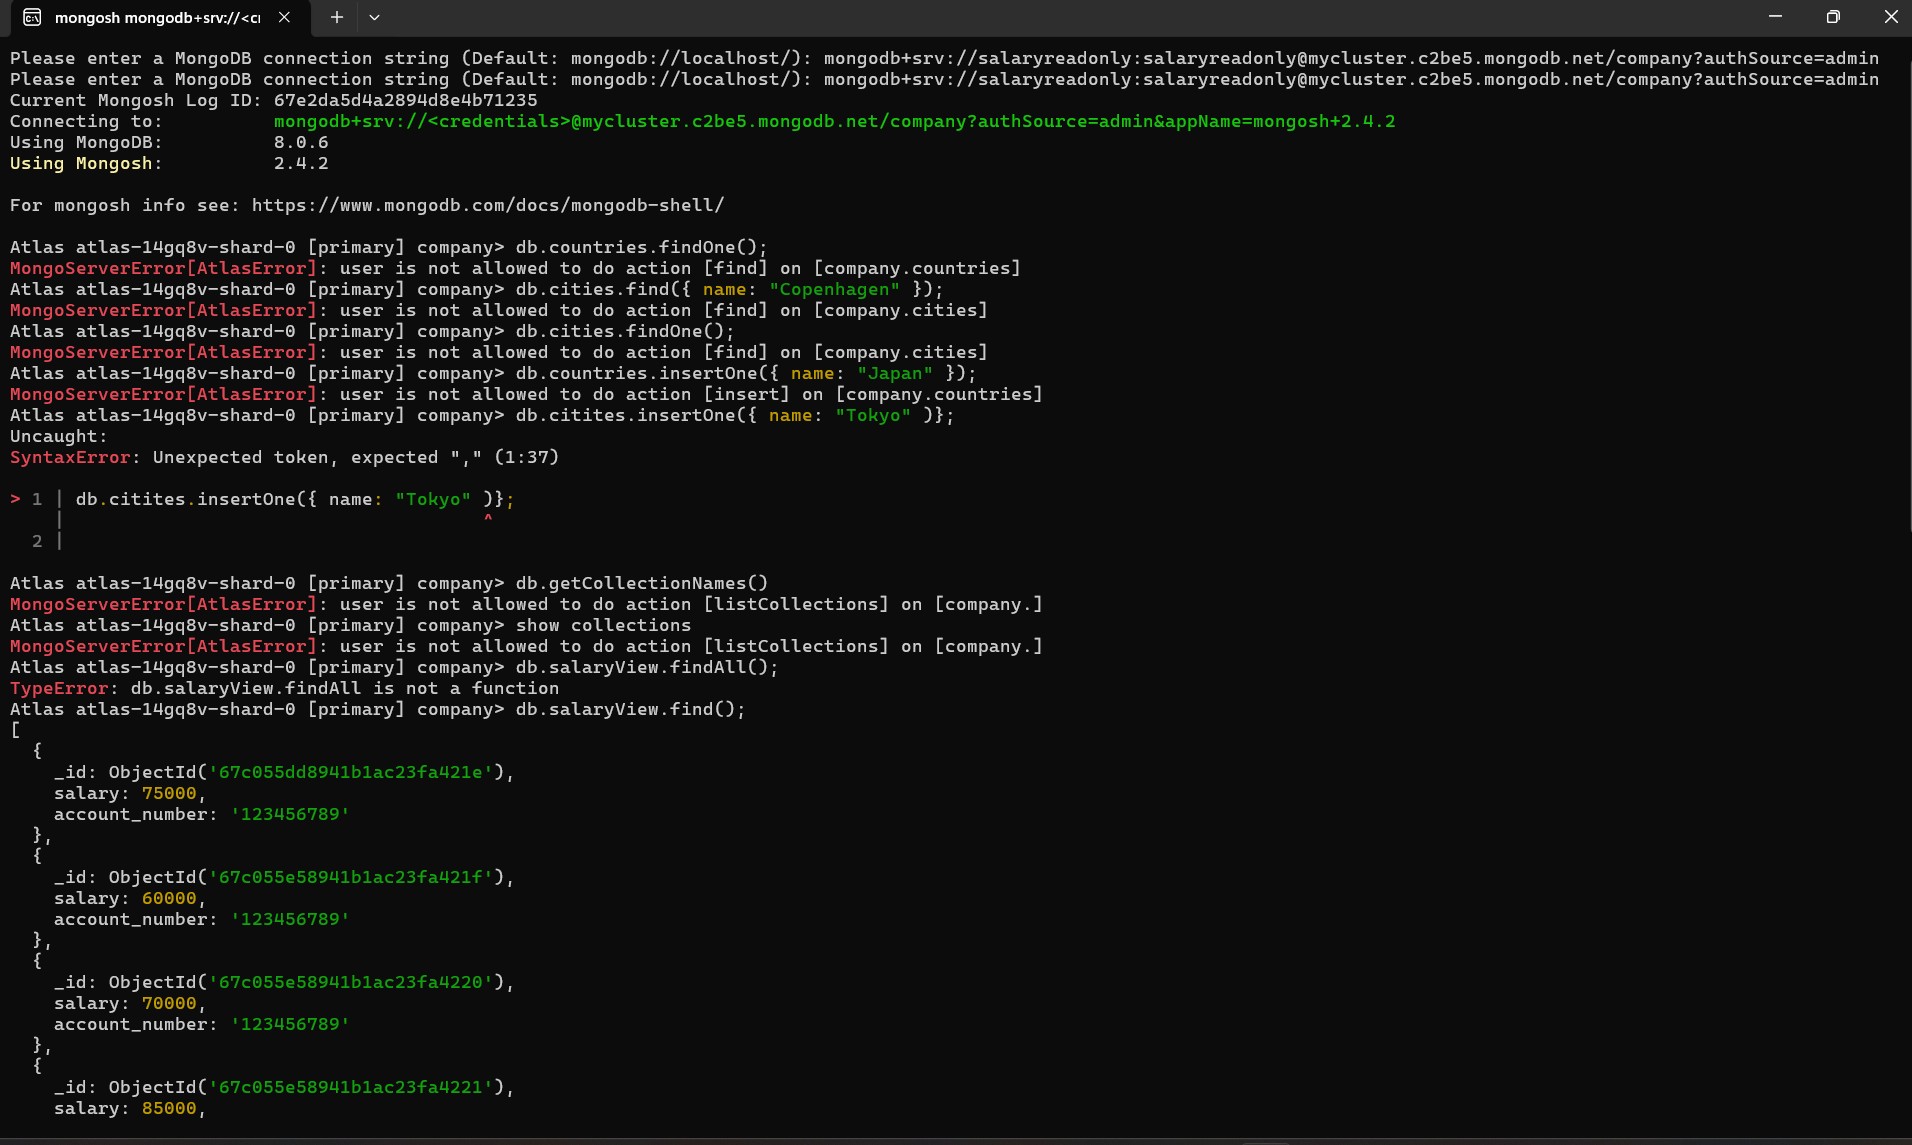 mongosh mongodb+srv://<c
Please enter a MongoDB connection string (Default: mongodb://localhost/): mongodb+srv://salaryreadonly:salaryreadonly@mycluster.c2be5.mongodb.net/company?authSource=admin
Please enter a MongoDB connection string (Default: mongodb://localhost/): mongodb+srv://salaryreadonly:salaryreadonly@mycluster.c2be5.mongodb.net/company?authSource=admin
Current Mongosh Log ID: 67e2da5d4a2894d8e4b71235
Connecting to:          mongodb+srv://<credentials>@mycluster.c2be5.mongodb.net/company?authSource=admin&appName=mongosh+2.4.2
Using MongoDB:          8.0.6
Using Mongosh:          2.4.2
For mongosh info see: https://www.mongodb.com/docs/mongodb-shell/
Atlas atlas-14gq8v-shard-0 [primary] company> db.countries.findOne();
MongoServerError[AtlasError]: user is not allowed to do action [find] on [company.countries]
Atlas atlas-14gq8v-shard-0 [primary] company> db.cities.find({ name: "Copenhagen" });
MongoServerError[AtlasError]: user is not allowed to do action [find] on [company.cities]
Atlas atlas-14gq8v-shard-0 [primary] company> db.cities.findOne();
MongoServerError[AtlasError]: user is not allowed to do action [find] on [company.cities]
Atlas atlas-14gq8v-shard-0 [primary] company> db.countries.insertOne({ name: "Japan" });
MongoServerError[AtlasError]: user is not allowed to do action [insert] on [company.countries]
Atlas atlas-14gq8v-shard-0 [primary] company> db.citites.insertOne({ name: "Tokyo" )};
Uncaught:
SyntaxError: Unexpected token, expected "," (1:37)
> 1 | db.citites.insertOne({ name: "Tokyo" )};
    |                                      ^
  2 |
Atlas atlas-14gq8v-shard-0 [primary] company> db.getCollectionNames()
MongoServerError[AtlasError]: user is not allowed to do action [listCollections] on [company.]
Atlas atlas-14gq8v-shard-0 [primary] company> show collections
MongoServerError[AtlasError]: user is not allowed to do action [listCollections] on [company.]
Atlas atlas-14gq8v-shard-0 [primary] company> db.salaryView.findAll();
TypeError: db.salaryView.findAll is not a function
Atlas atlas-14gq8v-shard-0 [primary] company> db.salaryView.find();
[
  {
    _id: ObjectId('67c055dd8941b1ac23fa421e'),
    salary: 75000,
    account_number: '123456789'
  },
  {
    _id: ObjectId('67c055e58941b1ac23fa421f'),
    salary: 60000,
    account_number: '123456789'
  },
  {
    _id: ObjectId('67c055e58941b1ac23fa4220'),
    salary: 70000,
    account_number: '123456789'
  },
  {
    _id: ObjectId('67c055e58941b1ac23fa4221'),
    salary: 85000,